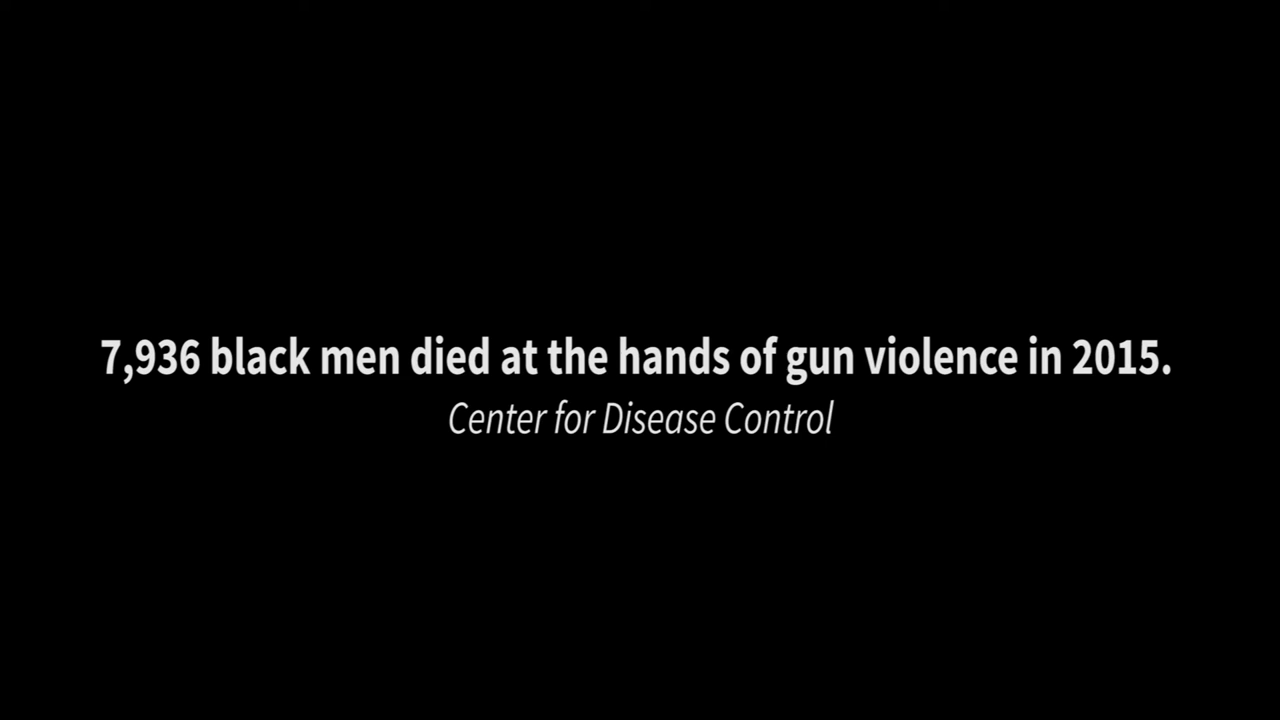 7,936 black men died at the hands of gun violence in 2015.
Center for Disease Control